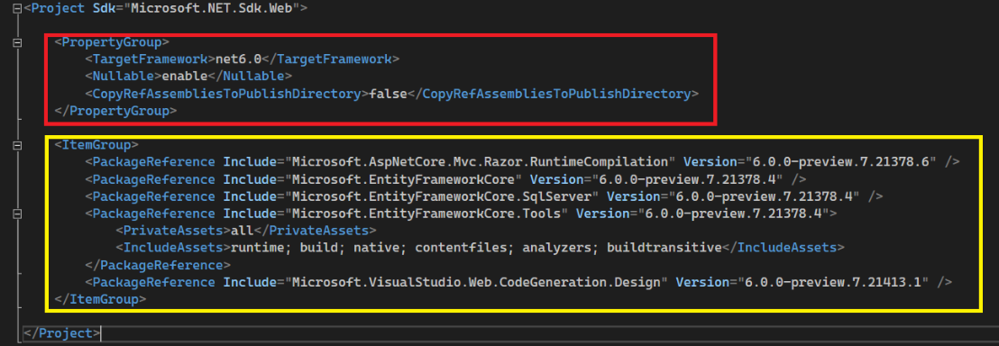 <Project Sdk="Microsoft.NET.Sdk.Web">
<PropertyGroup>
<TargetFramework>net6.0</TargetFramework>
<Nullable>enable</Nullable>
<CopyRefAssembliesToPublishDirectory>false</CopyRefAssembliesToPublishDirectory>
</PropertyGroup>
<ItemGroup>
<PackageReference Include="Microsoft.AspNetCore.Mvc.Razor.RuntimeCompilation" Version="6.0.0-preview.7.21378.6" />
<PackageReference Include="Microsoft.EntityFrameworkCore" Version="6.0.0-preview.7.21378.4" />
<PackageReference Include="Microsoft.EntityFrameworkCore.SqlServer" Version="6.0.0-preview.7.21378.4" />
<PackageReference Include="Microsoft.EntityFrameworkCore.Tools" Version="6.0.0-preview.7.21378.4">
<PrivateAssets>all</PrivateAssets>
<IncludeAssets>runtime; build; native; contentfiles; analyzers; buildtransitive</IncludeAssets>
</PackageReference>
<PackageReference Include="Microsoft.VisualStudio.Web.CodeGeneration.Design" Version="6.0.0-preview.7.21413.1" />
</ItemGroup>
</Project>